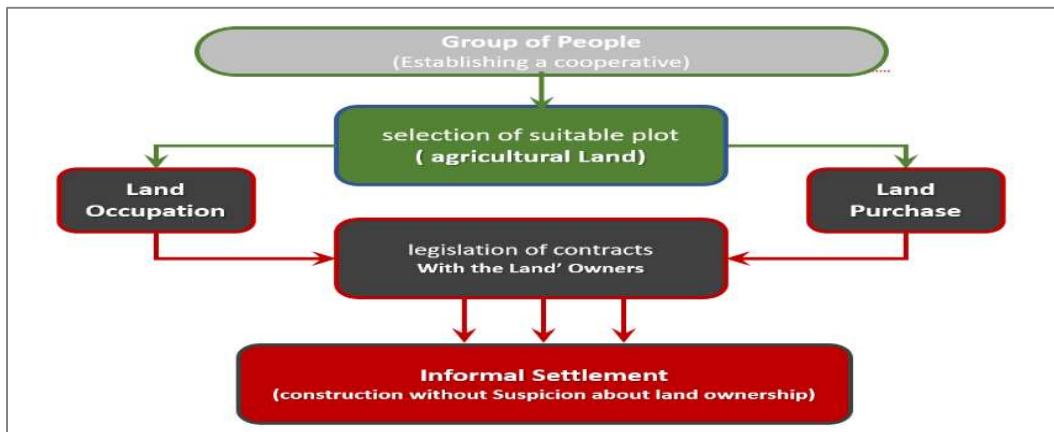 Group of People
(Establishing a cooperative)
selection of suitable plot
( agricultural Land)
Land
Occupation
Land
Purchase
legislation of contracts
With the Land' Owners
Informal Settlement
(construction without Suspicion about land ownership)